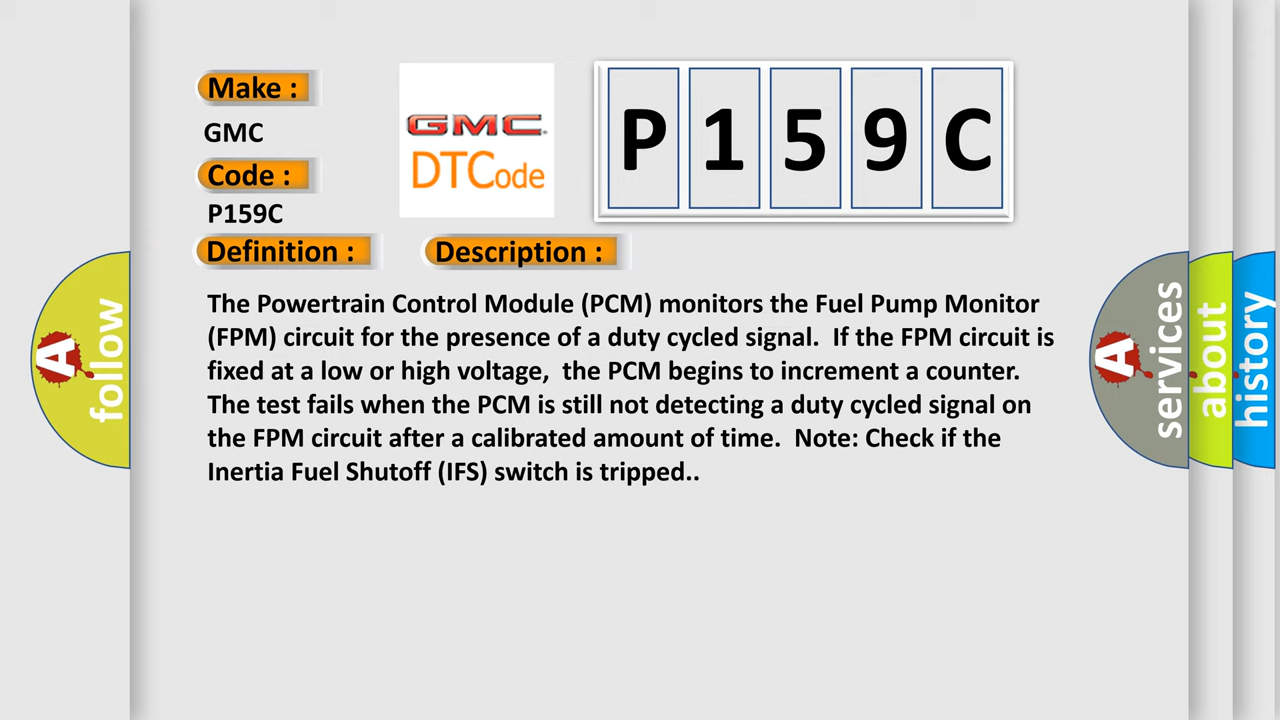 Make :
GMC
Code :
P159C
Definition :
Description :
GMC
DTCode
P159C
The Powertrain Control Module (PCM) monitors the Fuel Pump Monitor
(FPM) circuit for the presence of a duty cycled signal. If the FPM circuit is
fixed at a low or high voltage, the PCM begins to increment a counter.
The test fails when the PCM is still not detecting a duty cycled signal on
the FPM circuit after a calibrated amount of time. Note: Check if the
Inertia Fuel Shutoff (IFS) switch is tripped..
A follow
A services
about
history